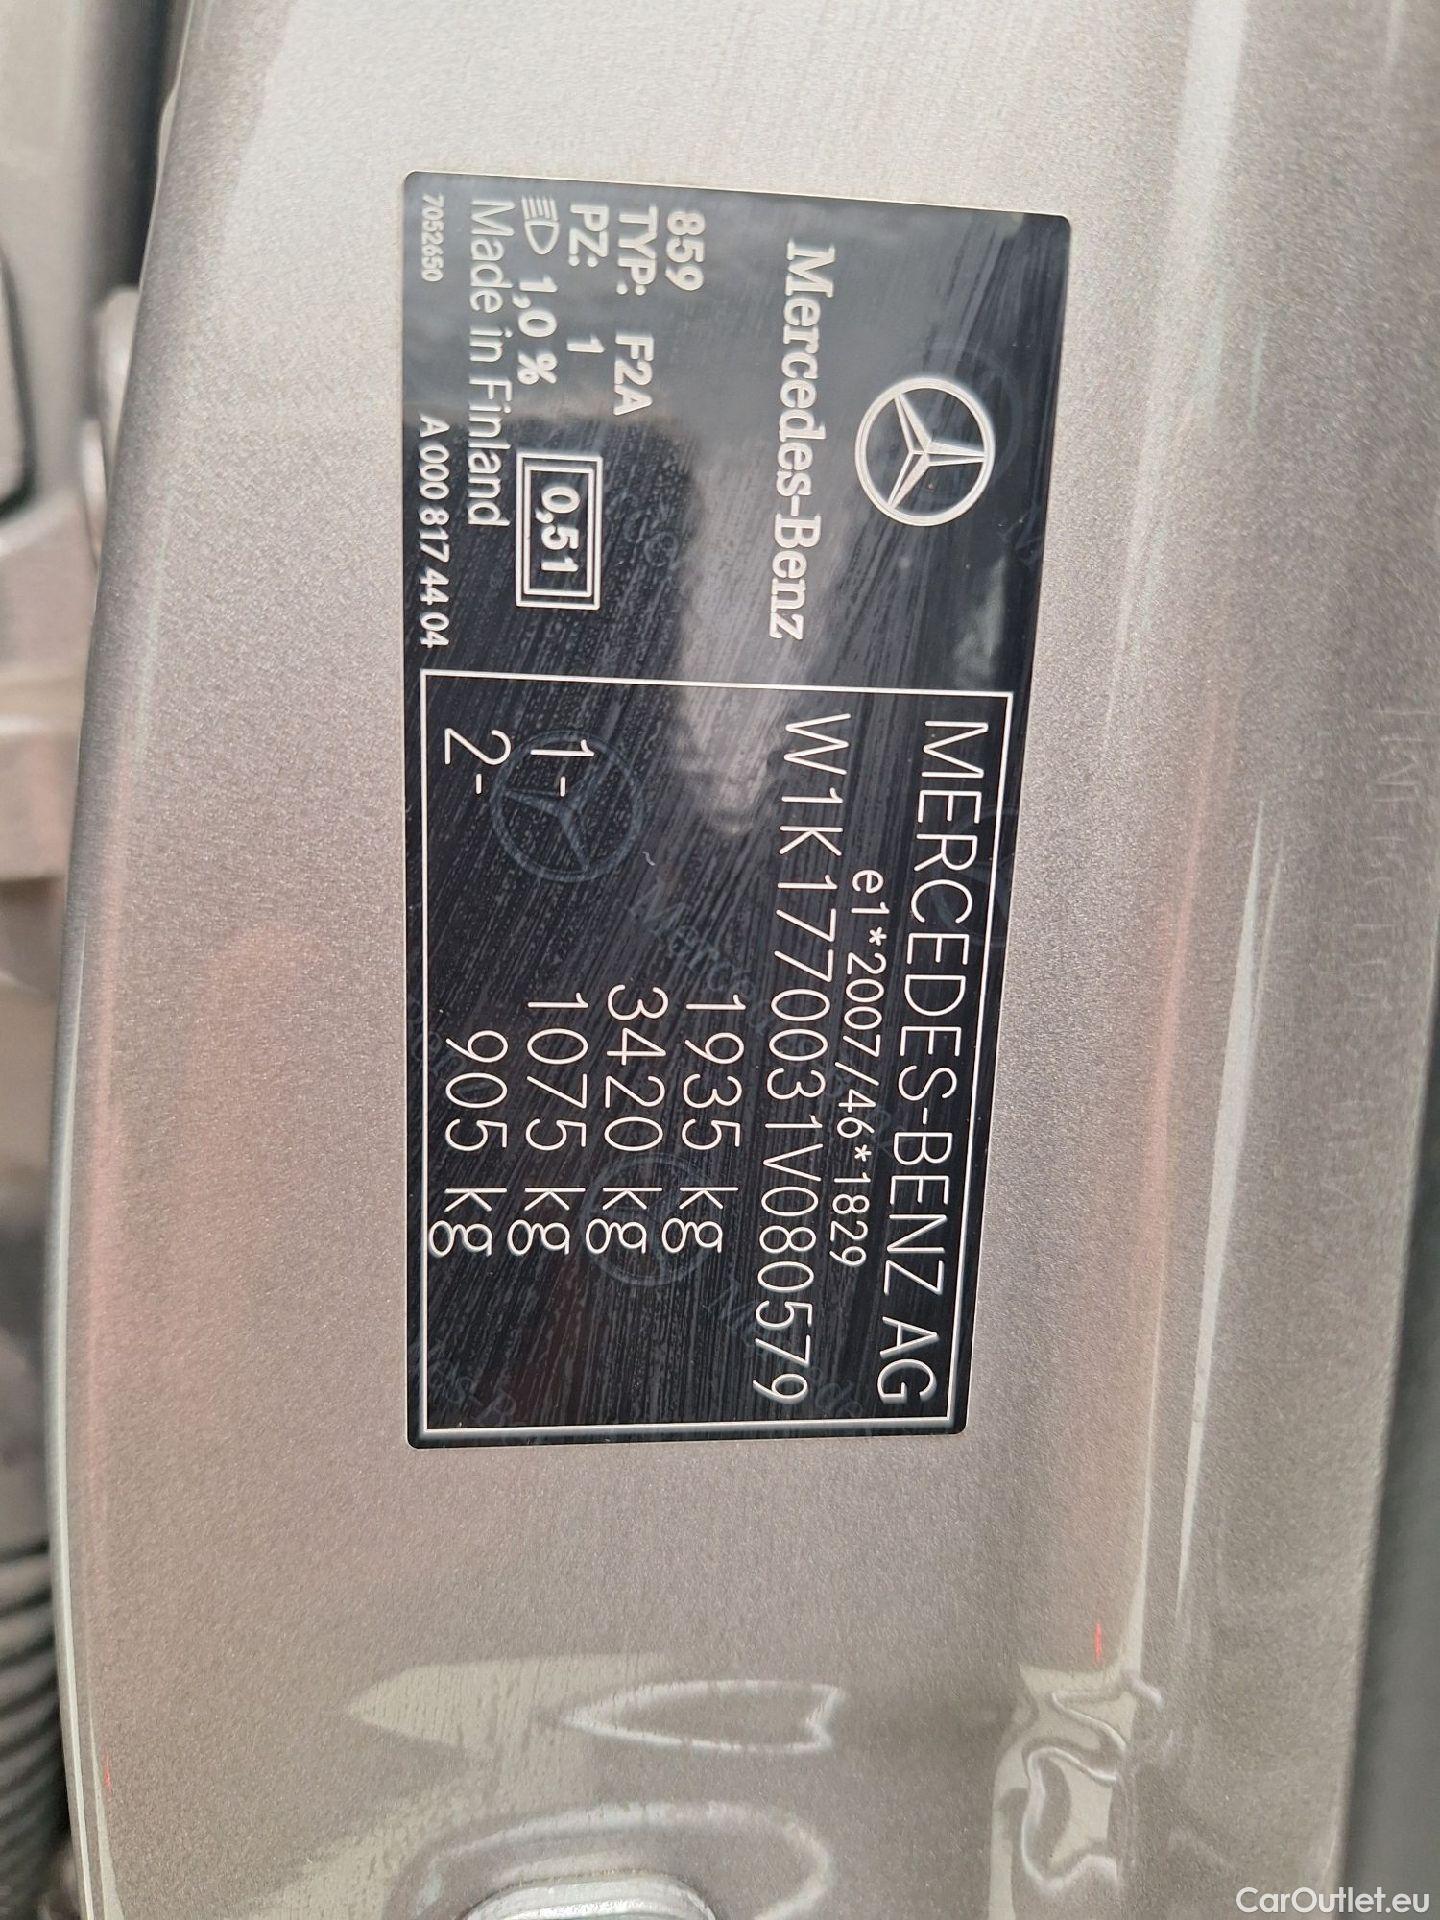 Mercedes-Benz
859
TYP: F2A
PZ: 1
1,0 %
0,51
Made in Finland
7052650
A 000 817 44 04
MERCEDES-BENZ AG
e1*2007/46*1829
W1K1770031V080579
1935 kg
3420 kg
1- 1075 kg
2- 905 kg
CarOutlet.eu